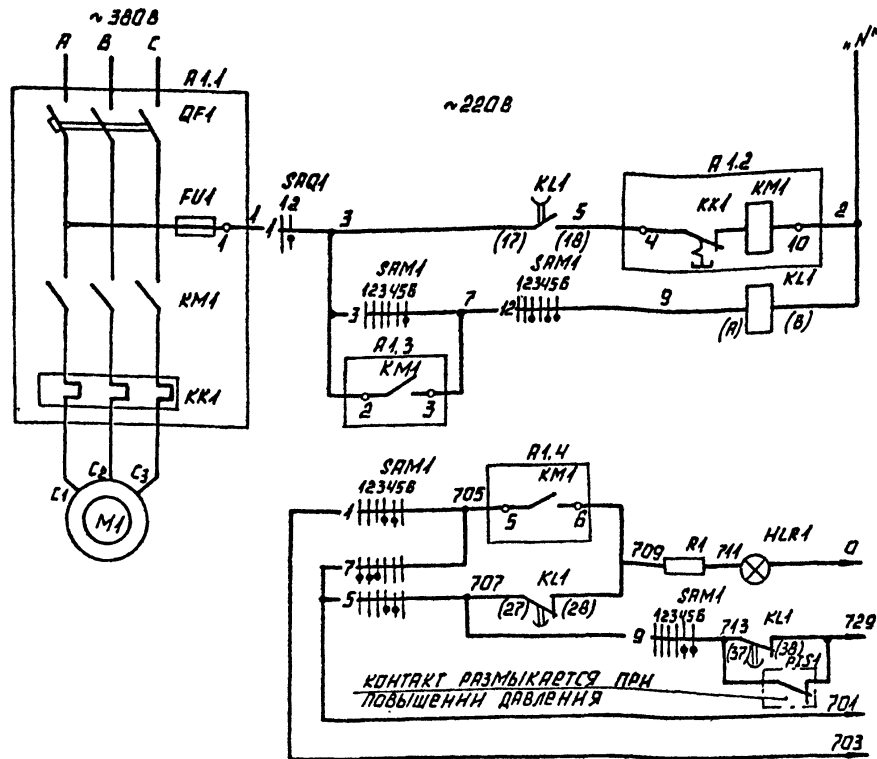 ~380В
А В С
А1.1
QF1
FU1
1
1
КМ1
КК1
С1 С2 С3
М1
~220В
„N"
SAQ1
12
1
3
KL1
(17) (18)
5
А1.2
КК1
КМ1
4
10
2
SAM1
123456
3
7
SAM1
123456
12
9
KL1
(А) (В)
А1.3
КМ1
2 3
SAM1
123456
1
705
А1.4
КМ1
5 6
7
5
707
KL1
(27) (28)
709
R1
711
HLR1
0
SAM1
123456
9
713
KL1
(37) (38)
729
PIS1
КОНТАКТ РАЗМЫКАЕТСЯ ПРИ
ПОВЫШЕНИИ ДАВЛЕНИЯ
701
703